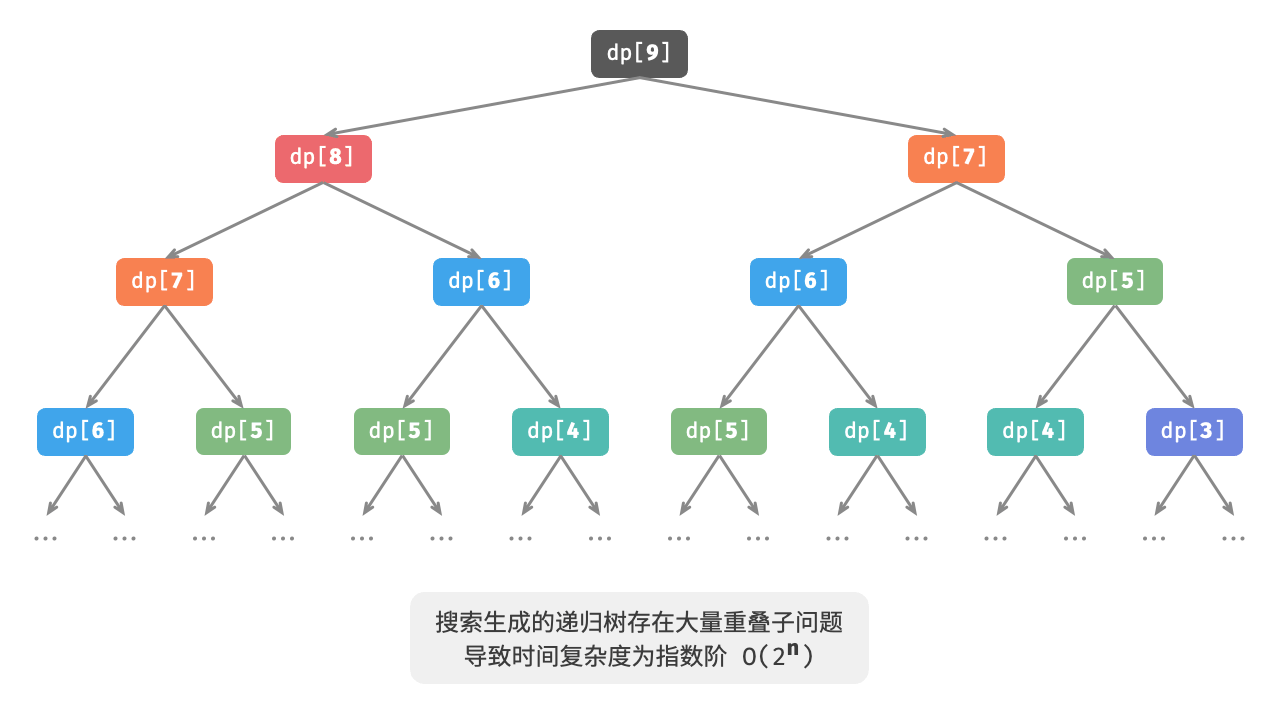 dp[9]
dp[8] dp[7]
dp[7] dp[6] dp[6] dp[5]
dp[6] dp[5] dp[5] dp[4] dp[5] dp[4] dp[4] dp[3]
... ... ... ... ... ... ... ... ... ... ... ... ... ... ... ...
搜索生成的递归树存在大量重叠子问题
导致时间复杂度为指数阶 O(2ⁿ)